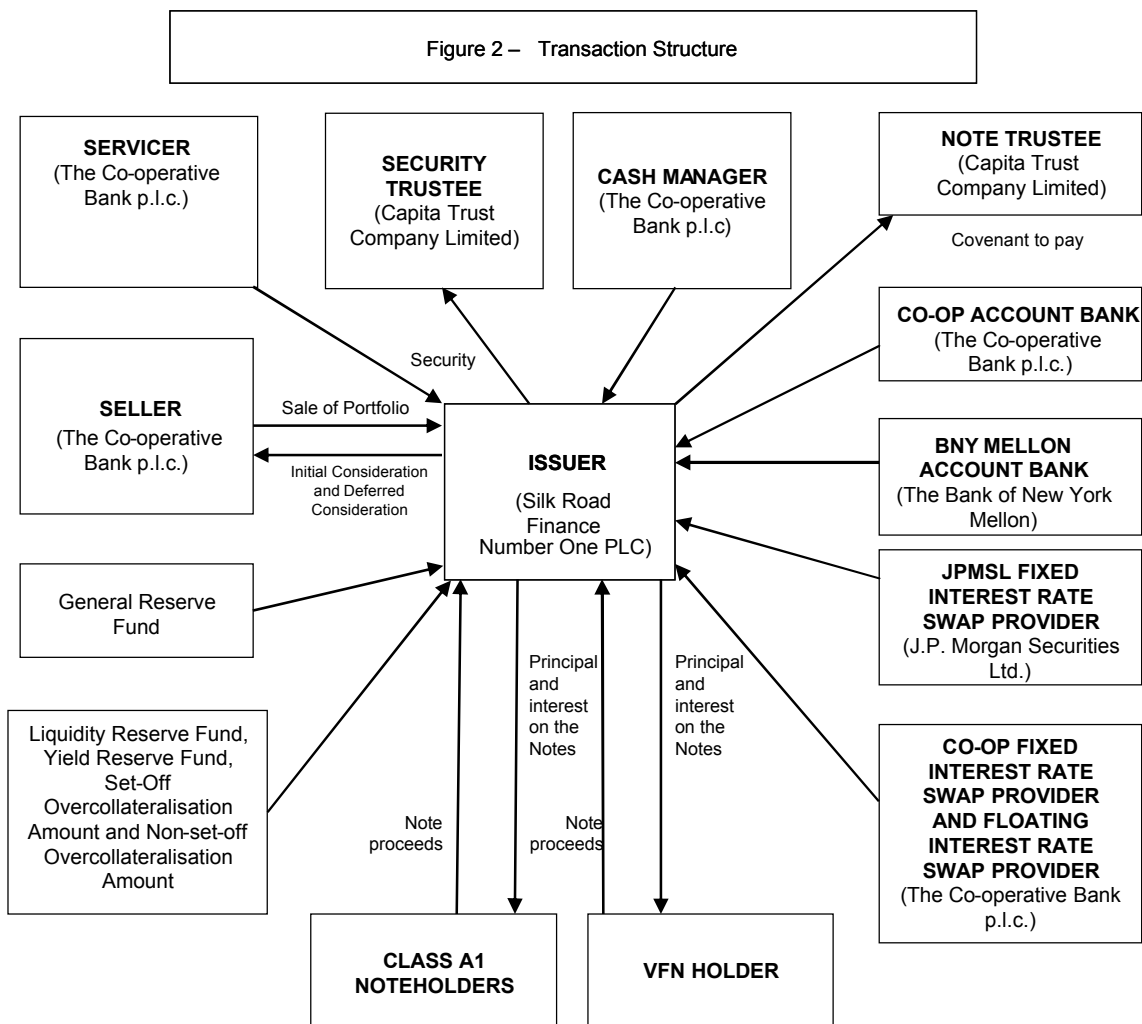 Figure 2 – Transaction Structure
SERVICER
(The Co-operative
Bank p.l.c.)
SECURITY
TRUSTEE
(Capita Trust
Company Limited)
CASH MANAGER
(The Co-operative
Bank p.l.c)
NOTE TRUSTEE
(Capita Trust
Company Limited)
Covenant to pay
CO-OP ACCOUNT BANK
(The Co-operative
Bank p.l.c.)
Security
SELLER
(The Co-operative
Bank p.l.c.)
Sale of Portfolio
Initial Consideration
and Deferred
Consideration
ISSUER
(Silk Road
Finance
Number One PLC)
BNY MELLON
ACCOUNT BANK
(The Bank of New York
Mellon)
JPMSL FIXED
INTEREST RATE
SWAP PROVIDER
(J.P. Morgan Securities
Ltd.)
General Reserve
Fund
Principal
and
interest
on the
Notes
Principal
and
interest
on the
Notes
Liquidity Reserve Fund,
Yield Reserve Fund,
Set-Off
Overcollateralisation
Amount and Non-set-off
Overcollateralisation
Amount
Note
proceeds
Note
proceeds
CO-OP FIXED
INTEREST RATE
SWAP PROVIDER
AND FLOATING
INTEREST RATE
SWAP PROVIDER
(The Co-operative Bank
p.l.c.)
CLASS A1
NOTEHOLDERS
VFN HOLDER